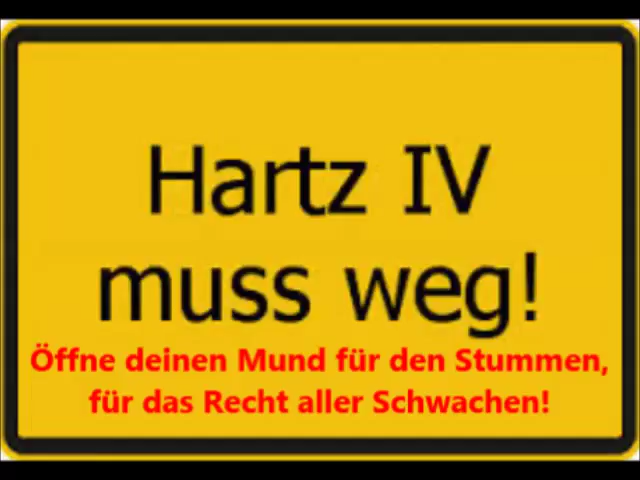 Hartz IV
muss weg!
Öffne deinen Mund für den Stummen,
für das Recht aller Schwachen!